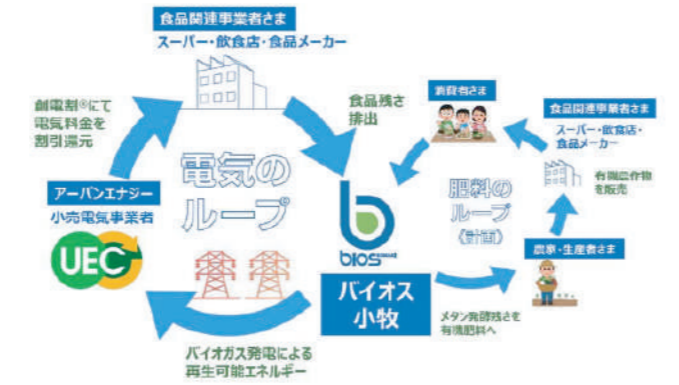 食品関連事業者さま
スーパー・飲食店・食品メーカー
創電割®にて
電気料金を
割引還元
食品残さ
排出
消費者さま
食品関連事業者さま
スーパー・飲食店・
食品メーカー
電気の
ループ
肥料の
ループ
(計画)
有機農作物
を販売
アーバンエナジー
小売電気事業者
UEC
bios
農家・生産者さま
バイオス
小牧
メタン発酵残さを
有機肥料へ
バイオガス発電による
再生可能エネルギー